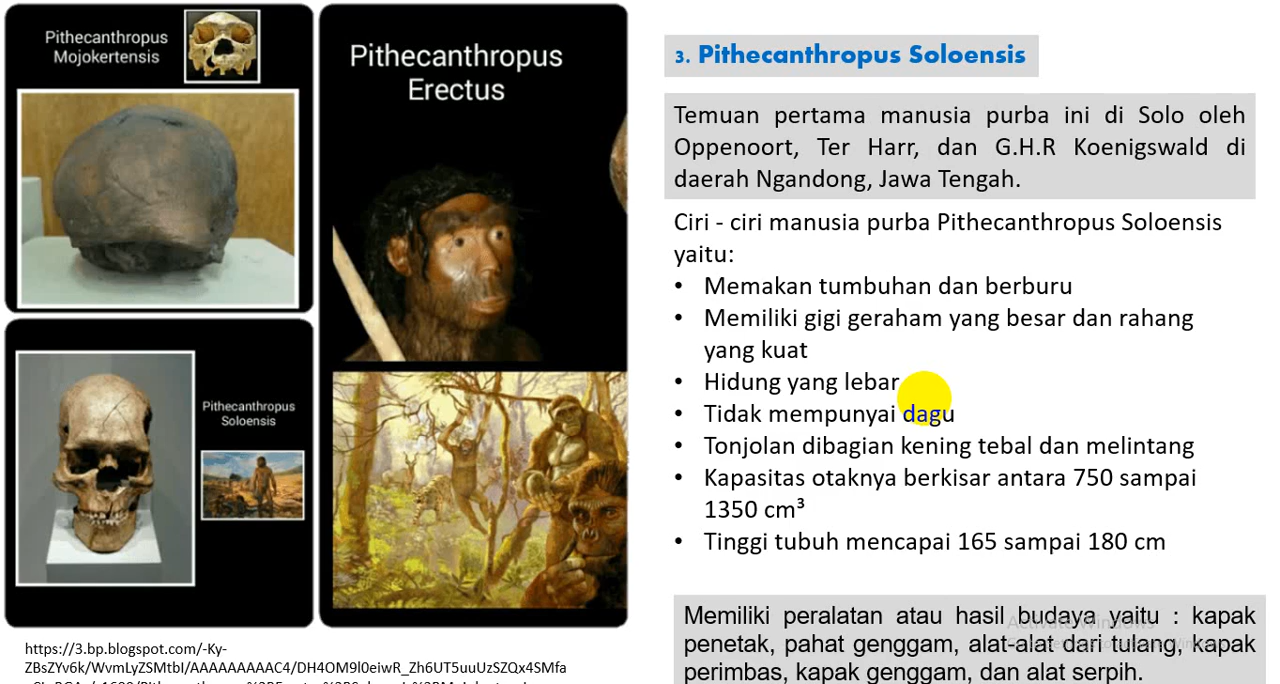 Pithecanthropus
Mojokertensis
Pithecanthropus
Erectus
Pithecanthropus
Soloensis
https://3.bp.blogspot.com/-Ky-
3. Pithecanthropus Soloensis
Temuan pertama manusia purba ini di Solo oleh
Oppenoort, Ter Harr, dan G.H.R Koenigswald di
daerah Ngandong, Jawa Tengah.
Ciri - ciri manusia purba Pithecanthropus Soloensis
yaitu:
• Memakan tumbuhan dan berburu
• Memiliki gigi geraham yang besar dan rahang
yang kuat
• Hidung yang lebar
• Tidak mempunyai dagu
• Tonjolan dibagian kening tebal dan melintang
• Kapasitas otaknya berkisar antara 750 sampai
1350 cm³
• Tinggi tubuh mencapai 165 sampai 180 cm
Memiliki peralatan atau hasil budaya yaitu : kapak
penetak, pahat genggam, alat-alat dari tulang, kapak
perimbas, kapak genggam, dan alat serpih.
Activate Windows